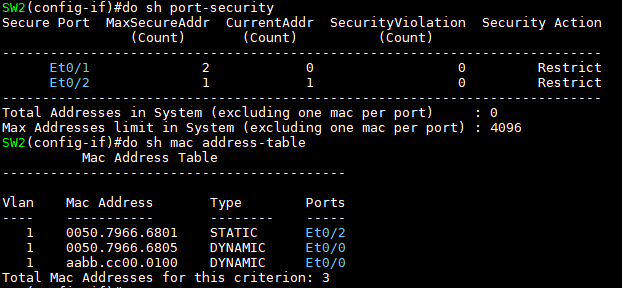 SW2(config-if)#do sh port-security
Secure Port  MaxSecureAddr  CurrentAddr  SecurityViolation  Security Action
                (Count)       (Count)          (Count)
---------------------------------------------------------------------------
      Et0/1              2            0                  0         Restrict
      Et0/2              1            1                  0         Restrict
---------------------------------------------------------------------------
Total Addresses in System (excluding one mac per port)     : 0
Max Addresses limit in System (excluding one mac per port) : 4096
SW2(config-if)#do sh mac address-table
          Mac Address Table
-------------------------------------------

Vlan    Mac Address       Type        Ports
----    -----------       --------    -----
   1    0050.7966.6801    STATIC      Et0/2
   1    0050.7966.6805    DYNAMIC     Et0/0
   1    aabb.cc00.0100    DYNAMIC     Et0/0
Total Mac Addresses for this criterion: 3